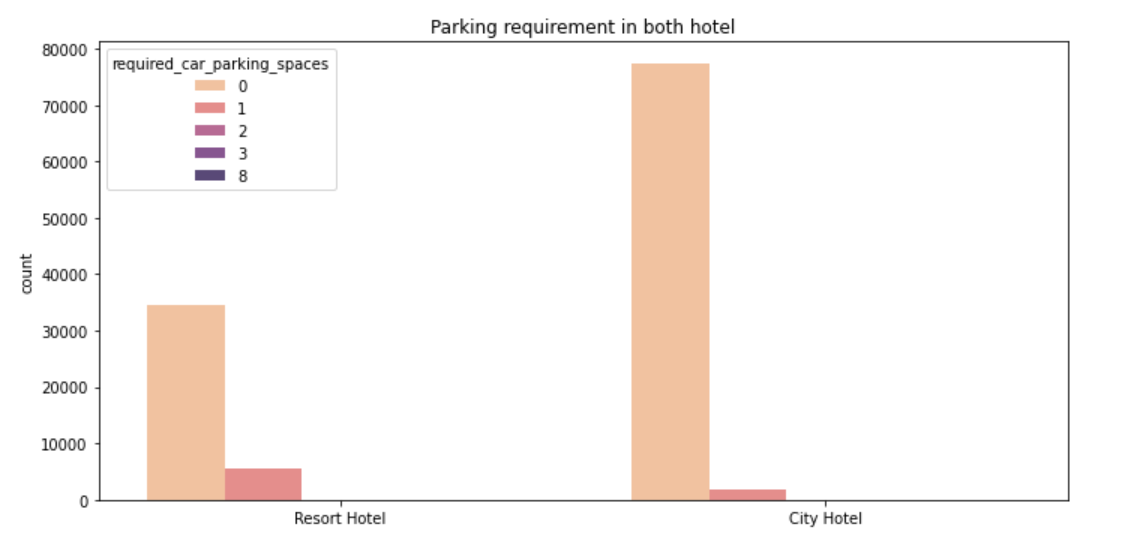 Parking requirement in both hotel
required_car_parking_spaces
0
1
2
3
8
count
80000
70000
60000
50000
40000
30000
20000
10000
0
Resort Hotel
City Hotel